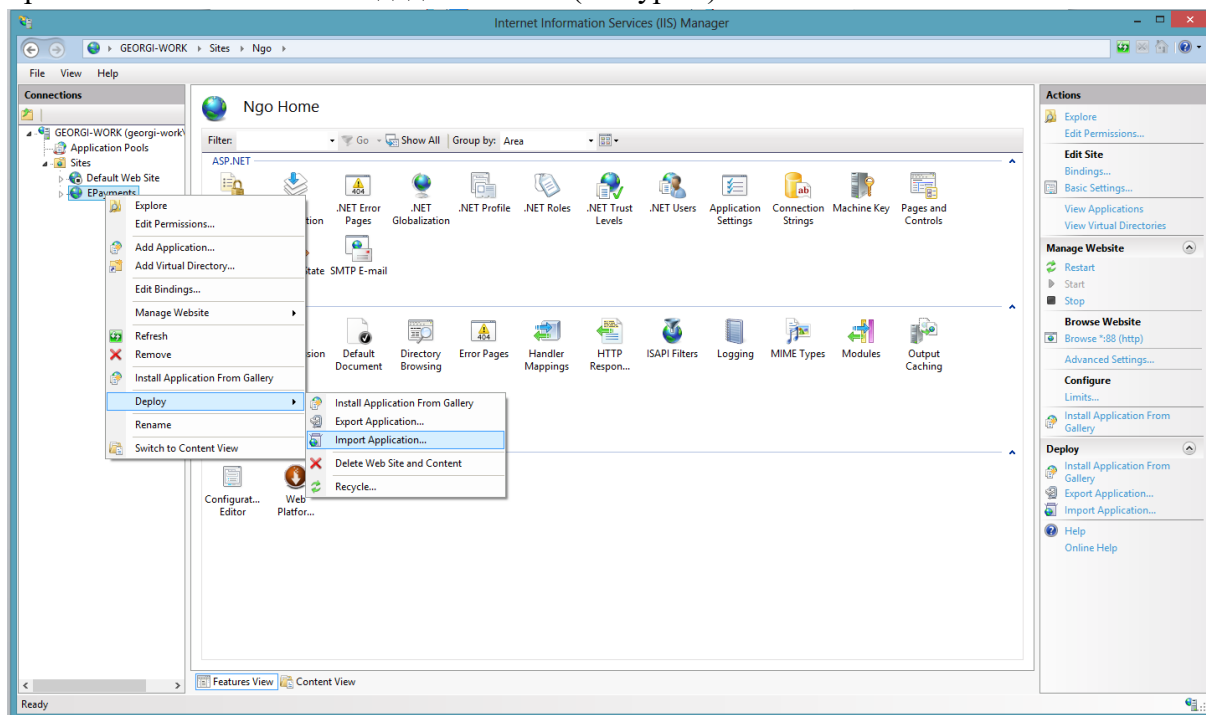 Internet Information Services (IIS) Manager
GEORGI-WORK
Sites
Ngo
File View Help
Connections
GEORGI-WORK (georgi-work\
Application Pools
Sites
Default Web Site
EPayments
Explore
Edit Permissions...
Add Application...
Add Virtual Directory...
Edit Bindings...
Manage Website
Refresh
Remove
Install Application From Gallery
Deploy
Rename
Switch to Content View
Install Application From Gallery
Export Application...
Import Application...
Delete Web Site and Content
Recycle...
Ngo Home
Filter: Go Show All Group by: Area
ASP.NET
.NET Error Pages
.NET Globalization
.NET Profile
.NET Roles
.NET Trust Levels
.NET Users
Application Settings
Connection Strings
Machine Key
Pages and Controls
SMTP E-mail
Default Document
Directory Browsing
Error Pages
Handler Mappings
HTTP Respon...
ISAPI Filters
Logging
MIME Types
Modules
Output Caching
Configurat... Editor
Web Platfor...
Features View Content View
Actions
Explore
Edit Permissions...
Edit Site
Bindings...
Basic Settings...
View Applications
View Virtual Directories
Manage Website
Restart
Start
Stop
Browse Website
Browse *:88 (http)
Advanced Settings...
Configure
Limits...
Install Application From
Gallery
Deploy
Install Application From
Gallery
Export Application...
Import Application...
Help
Online Help
Ready